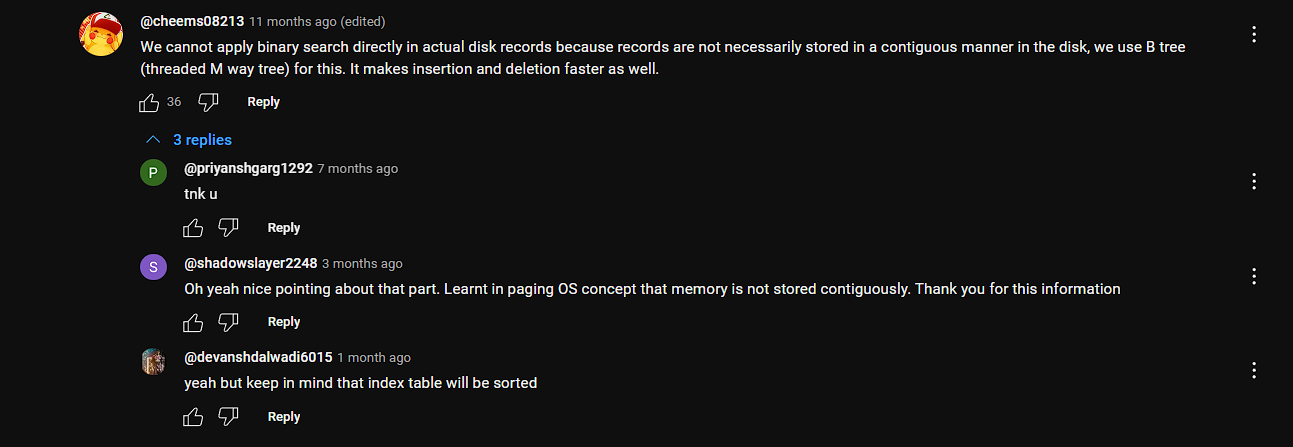 @cheems08213 11 months ago (edited)
We cannot apply binary search directly in actual disk records because records are not necessarily stored in a contiguous manner in the disk, we use B tree
(threaded M way tree) for this. It makes insertion and deletion faster as well.
36 Reply
3 replies
P
@priyanshgarg1292 7 months ago
tnk u
Reply
S
@shadowslayer2248 3 months ago
Oh yeah nice pointing about that part. Learnt in paging OS concept that memory is not stored contiguously. Thank you for this information
Reply
@devanshdalwadi6015 1 month ago
yeah but keep in mind that index table will be sorted
Reply